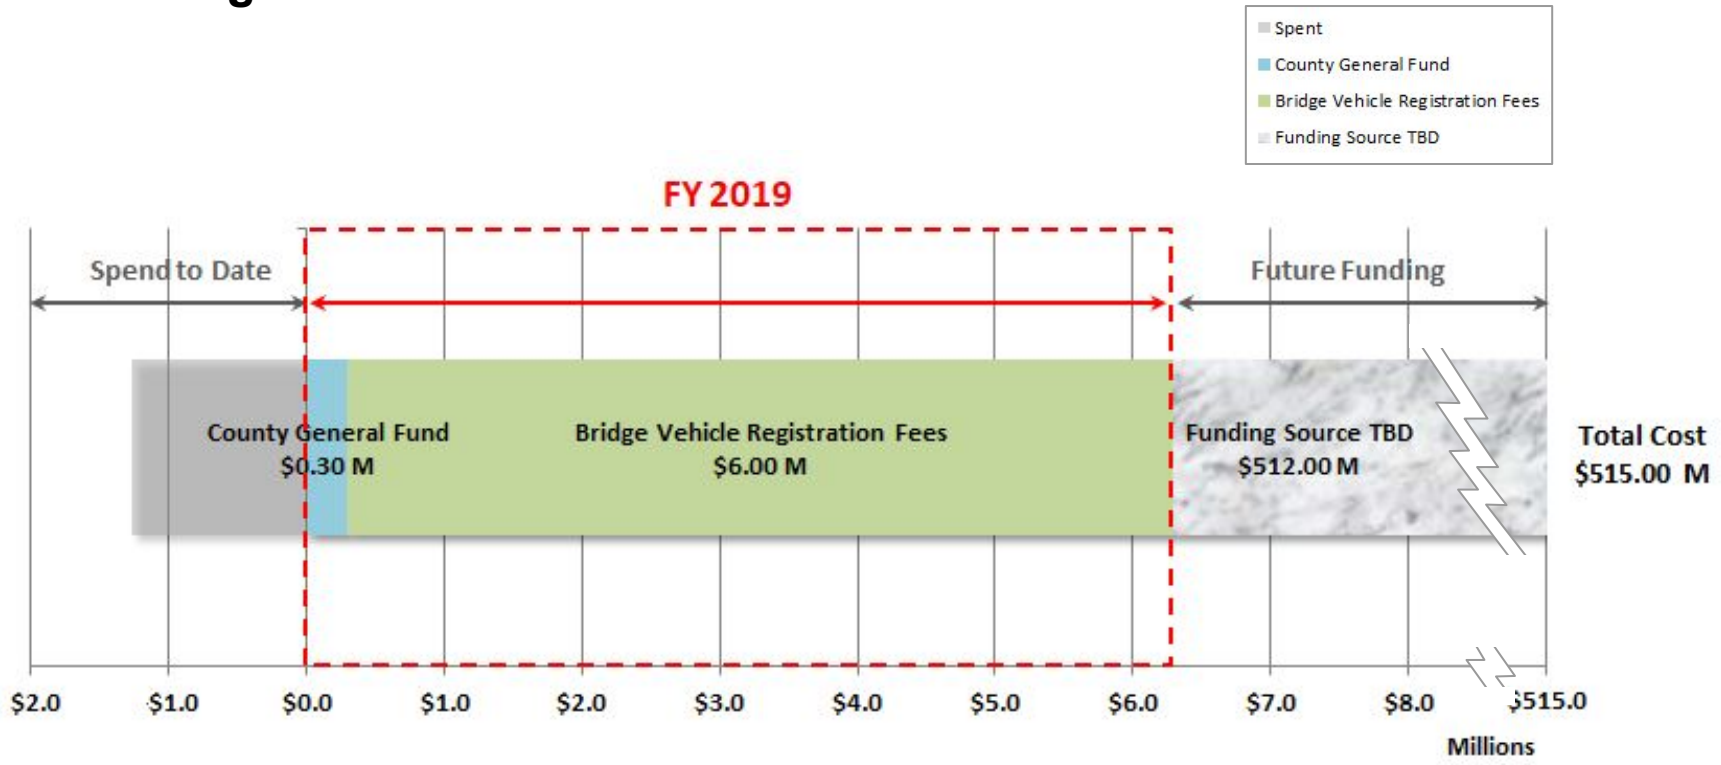 Spent
County General Fund
Bridge Vehicle Registration Fees
Funding Source TBD
FY 2019
Spend to Date
Future Funding
County General Fund
$0.30 M
Bridge Vehicle Registration Fees
$6.00 M
Funding Source TBD
$512.00 M
Total Cost
$515.00 M
$2.0 $1.0 $0.0 $1.0 $2.0 $3.0 $4.0 $5.0 $6.0 $7.0 $8.0 $515.0
Millions